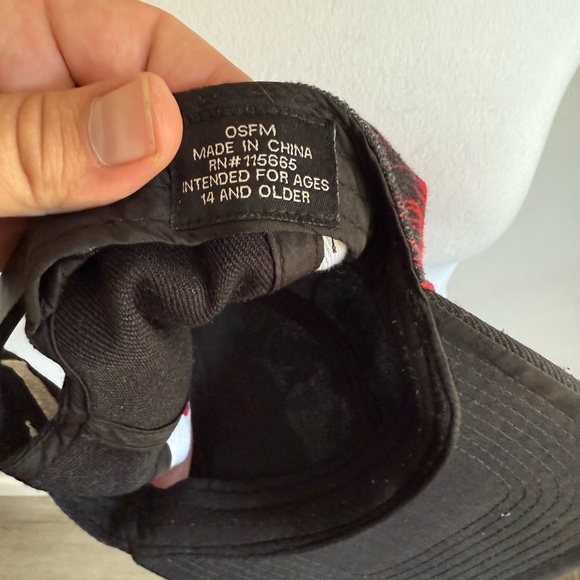 OSFM
MADE IN CHINA
RN#115665
INTENDED FOR AGES
14 AND OLDER